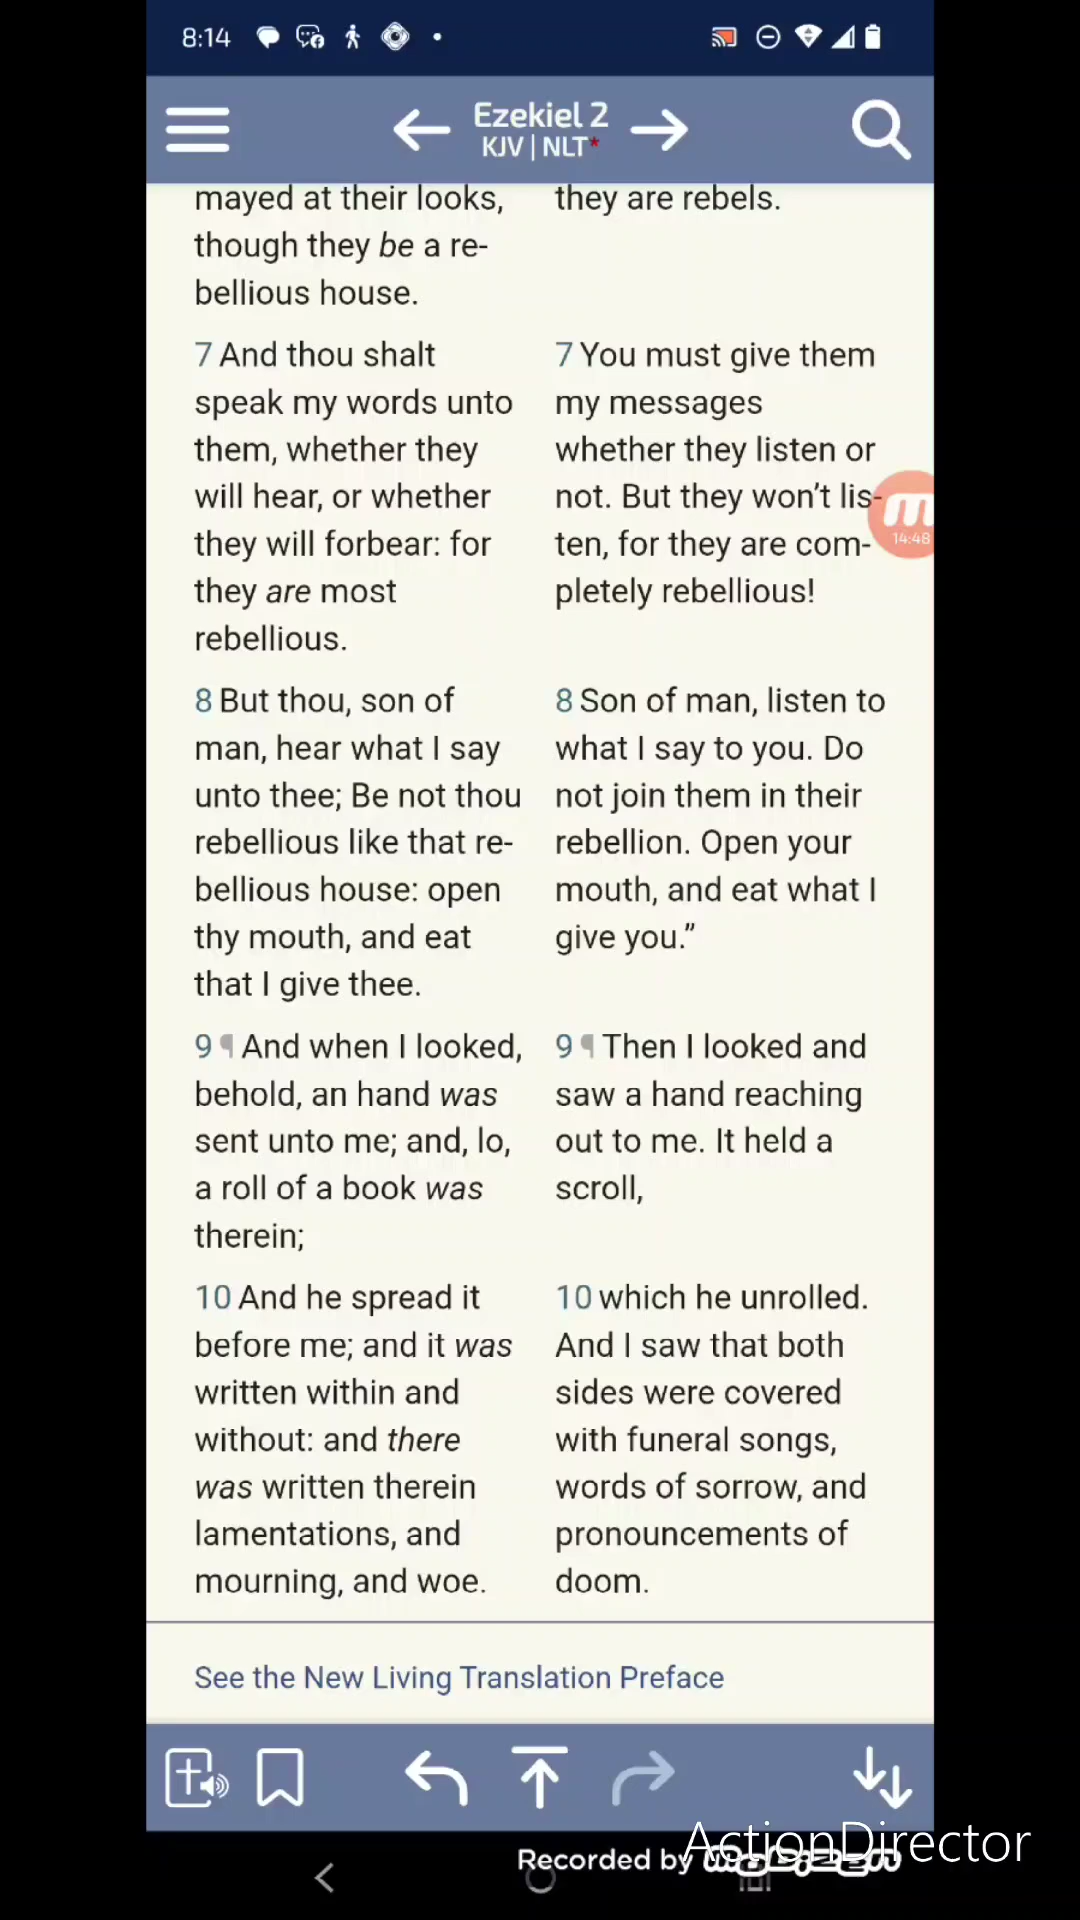 8:14
Ezekiel 2
KJV | NLT*
mayed at their looks,
though they be a re-
bellious house.
7 And thou shalt
speak my words unto
them, whether they
will hear, or whether
they will forbear: for
they are most
rebellious.
8 But thou, son of
man, hear what I say
unto thee; Be not thou
rebellious like that re-
bellious house: open
thy mouth, and eat
that I give thee.
9 ¶ And when I looked,
behold, an hand was
sent unto me; and, lo,
a roll of a book was
therein;
10 And he spread it
before me; and it was
written within and
without: and there
was written therein
lamentations, and
mourning, and woe.
they are rebels.
7 You must give them
my messages
whether they listen or
not. But they won’t lis-
ten, for they are com-
pletely rebellious!
8 Son of man, listen to
what I say to you. Do
not join them in their
rebellion. Open your
mouth, and eat what I
give you.”
9 ¶ Then I looked and
saw a hand reaching
out to me. It held a
scroll,
10 which he unrolled.
And I saw that both
sides were covered
with funeral songs,
words of sorrow, and
pronouncements of
doom.
14:48
See the New Living Translation Preface
ActionDirector
Recorded by